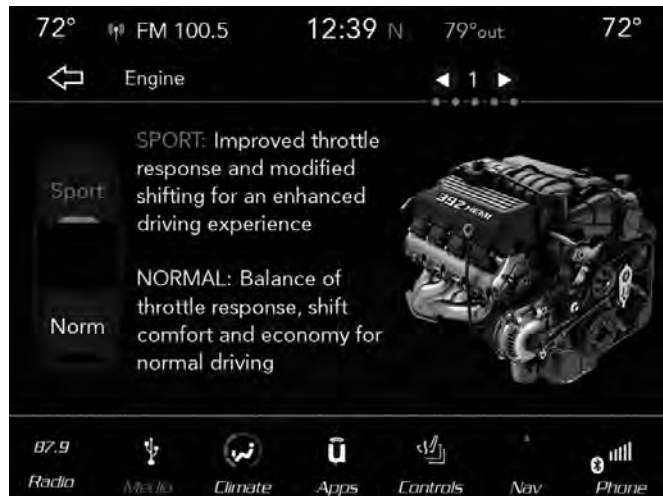 72° FM 100.5 12:39 N 79°out 72°
Engine 1
SPORT: Improved throttle
response and modified
shifting for an enhanced
driving experience
Sport
NORMAL: Balance of
throttle response, shift
comfort and economy for
normal driving
Norm
392 HEMI
87.9
Radio Media Climate Apps Controls Nav Phone